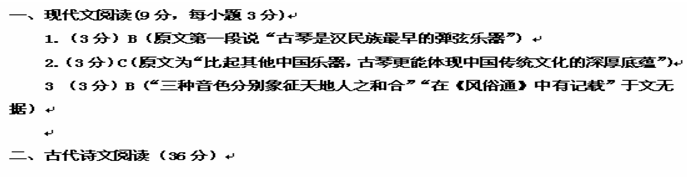 一、现代文阅读(9分，每小题3分)
1.（3分）B（原文第一段说“古琴是汉民族最早的弹弦乐器”）
2.（3分)C(原文为“比起其他中国乐器，古琴更能体现中国传统文化的深厚底蕴”)
3 （3分）B（“三种音色分别象征天地人之和合”“在《风俗通》中有记载”于文无
据）
二、古代诗文阅读（36分）